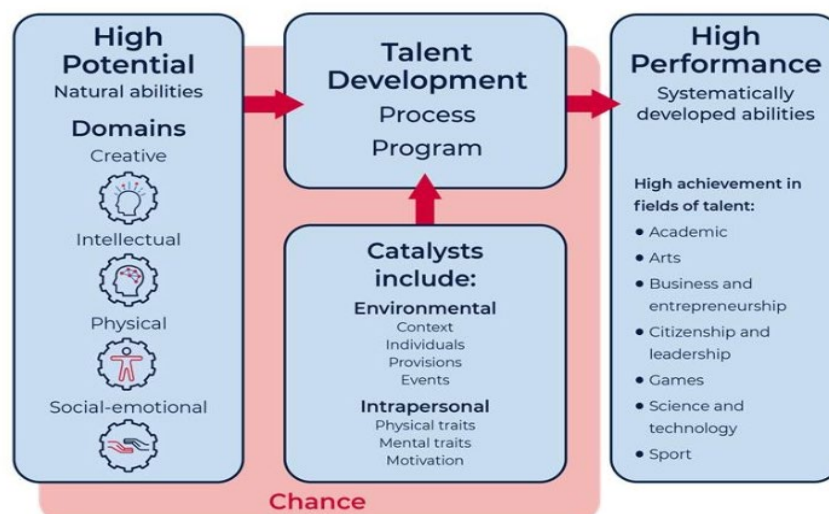 High
Potential
Natural abilities
Domains
Creative
Intellectual
Physical
Social-emotional
Talent
Development
Process
Program
Catalysts
include:
Environmental
Context
Individuals
Provisions
Events
Intrapersonal
Physical traits
Mental traits
Motivation
High
Performance
Systematically
developed abilities
High achievement in
fields of talent:
● Academic
● Arts
● Business and
entrepreneurship
● Citizenship and
leadership
● Games
● Science and
technology
● Sport
Chance